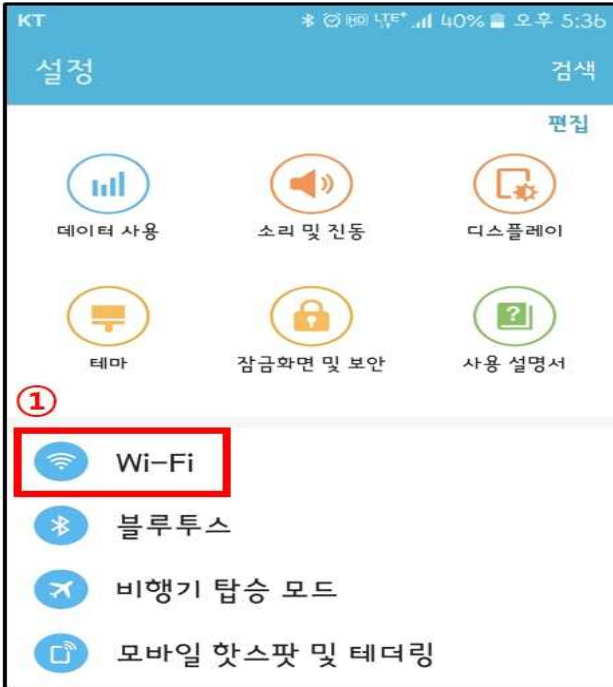 KT HD LTE+ 40% 오후 5:36
설정 검색
편집
데이터 사용 소리 및 진동 디스플레이
테마 잠금화면 및 보안 사용 설명서
①
Wi-Fi
블루투스
비행기 탑승 모드
모바일 핫스팟 및 테더링